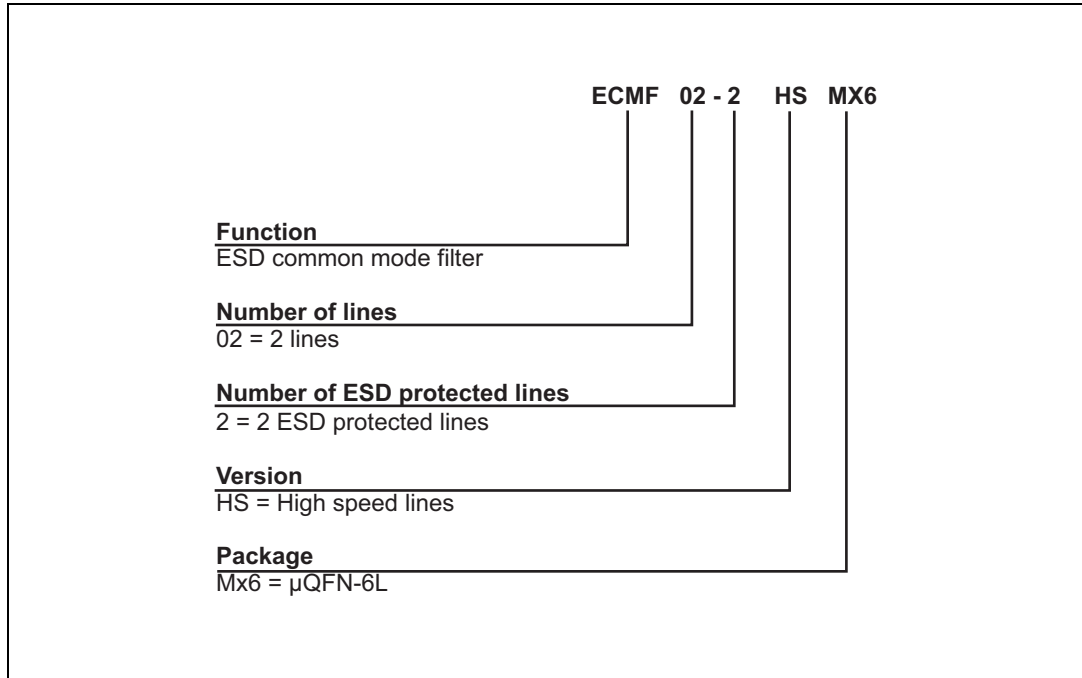 ECMF 02 - 2 HS MX6
Function
ESD common mode filter
Number of lines
02 = 2 lines
Number of ESD protected lines
2 = 2 ESD protected lines
Version
HS = High speed lines
Package
Mx6 = µQFN-6L